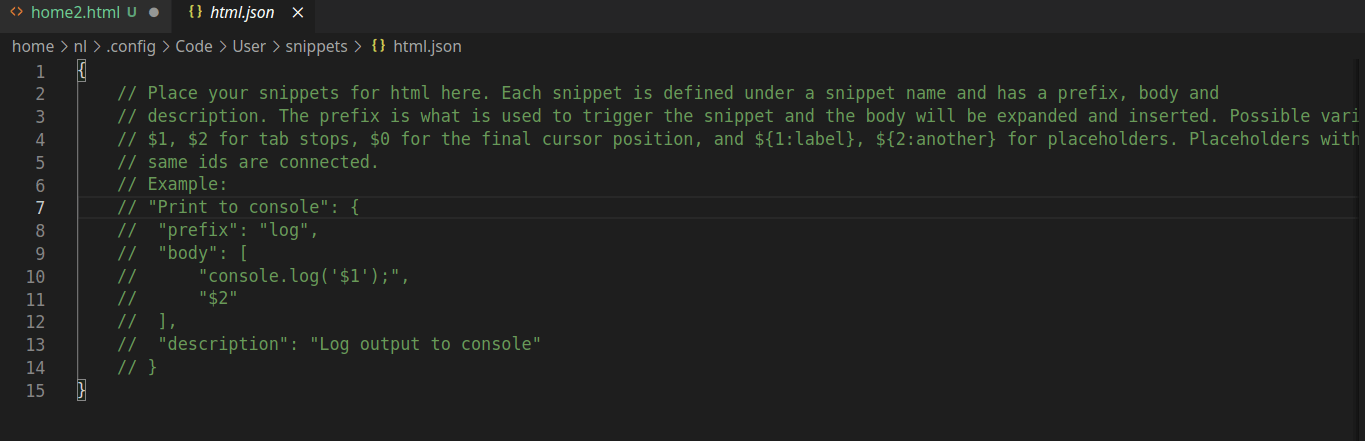 home2.html U
{} html.json ×
home > nl > .config > Code > User > snippets > {} html.json
1 {
2 // Place your snippets for html here. Each snippet is defined under a snippet name and has a prefix, body and
3 // description. The prefix is what is used to trigger the snippet and the body will be expanded and inserted. Possible vari
4 // $1, $2 for tab stops, $0 for the final cursor position, and ${1:label}, ${2:another} for placeholders. Placeholders with
5 // same ids are connected.
6 // Example:
7 // "Print to console": {
8 // "prefix": "log",
9 // "body": [
10 // "console.log('$1');",
11 // "$2"
12 // ],
13 // "description": "Log output to console"
14 // }
15 }